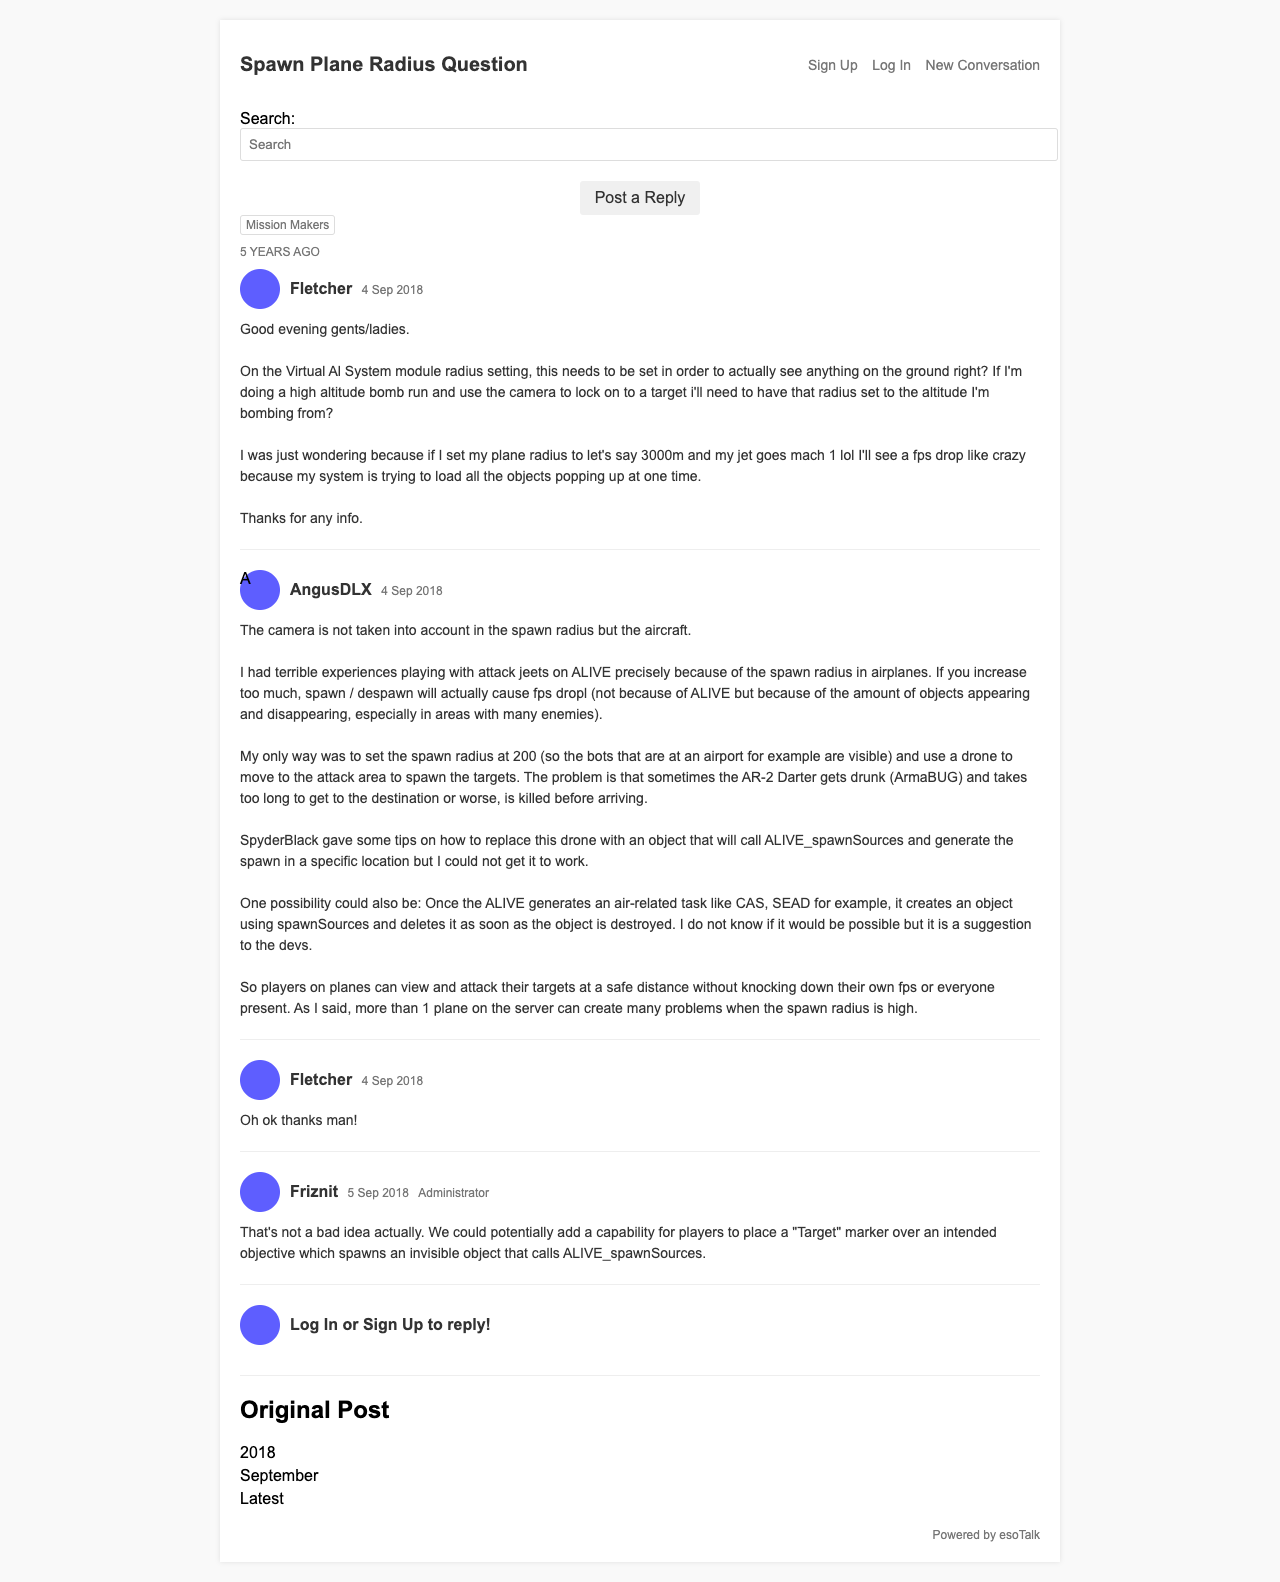 Spawn Plane Radius Question
Sign Up Log In New Conversation
Search:
Search
Post a Reply
Mission Makers
5 YEARS AGO
Fletcher 4 Sep 2018
Good evening gents/ladies.
On the Virtual AI System module radius setting, this needs to be set in order to actually see anything on the ground right? If I'm
doing a high altitude bomb run and use the camera to lock on to a target i'll need to have that radius set to the altitude I'm
bombing from?
I was just wondering because if I set my plane radius to let's say 3000m and my jet goes mach 1 lol I'll see a fps drop like crazy
because my system is trying to load all the objects popping up at one time.
Thanks for any info.
A
AngusDLX 4 Sep 2018
The camera is not taken into account in the spawn radius but the aircraft.
I had terrible experiences playing with attack jeets on ALIVE precisely because of the spawn radius in airplanes. If you increase
too much, spawn / despawn will actually cause fps dropl (not because of ALIVE but because of the amount of objects appearing
and disappearing, especially in areas with many enemies).
My only way was to set the spawn radius at 200 (so the bots that are at an airport for example are visible) and use a drone to
move to the attack area to spawn the targets. The problem is that sometimes the AR-2 Darter gets drunk (ArmaBUG) and takes
too long to get to the destination or worse, is killed before arriving.
SpyderBlack gave some tips on how to replace this drone with an object that will call ALIVE_spawnSources and generate the
spawn in a specific location but I could not get it to work.
One possibility could also be: Once the ALIVE generates an air-related task like CAS, SEAD for example, it creates an object
using spawnSources and deletes it as soon as the object is destroyed. I do not know if it would be possible but it is a suggestion
to the devs.
So players on planes can view and attack their targets at a safe distance without knocking down their own fps or everyone
present. As I said, more than 1 plane on the server can create many problems when the spawn radius is high.
Fletcher 4 Sep 2018
Oh ok thanks man!
Friznit 5 Sep 2018 Administrator
That's not a bad idea actually. We could potentially add a capability for players to place a "Target" marker over an intended
objective which spawns an invisible object that calls ALIVE_spawnSources.
Log In or Sign Up to reply!
Original Post
2018
September
Latest
Powered by esoTalk